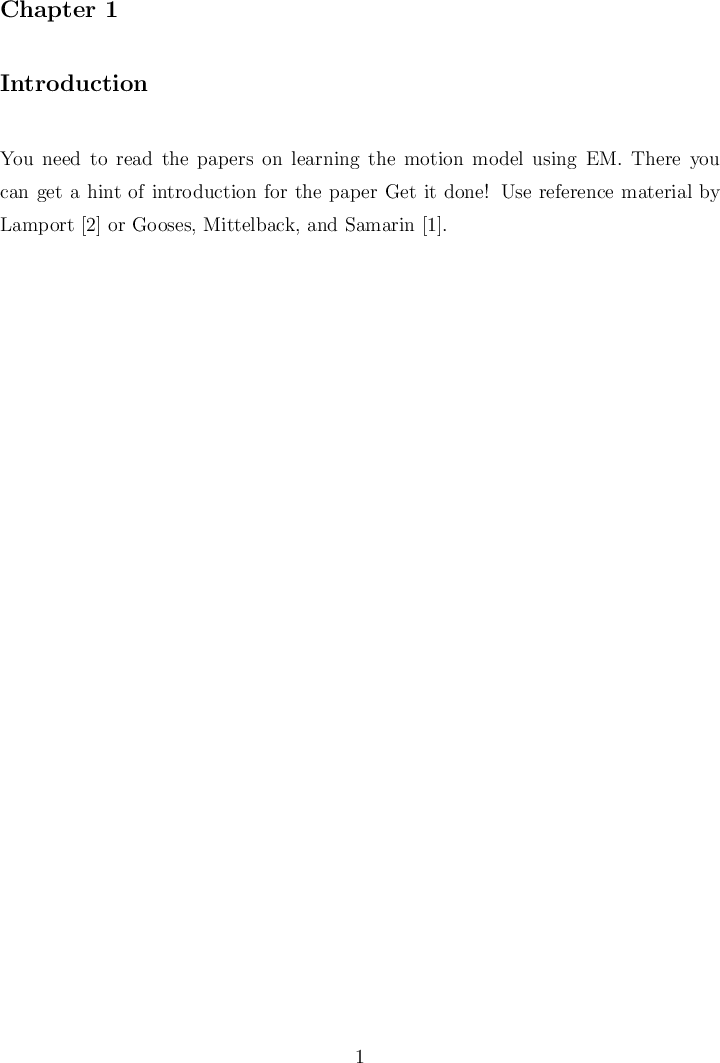 Chapter 1
Introduction
You need to read the papers on learning the motion model using EM. There you
can get a hint of introduction for the paper Get it done! Use reference material by
Lamport [2] or Gooses, Mittelback, and Samarin [1].
1